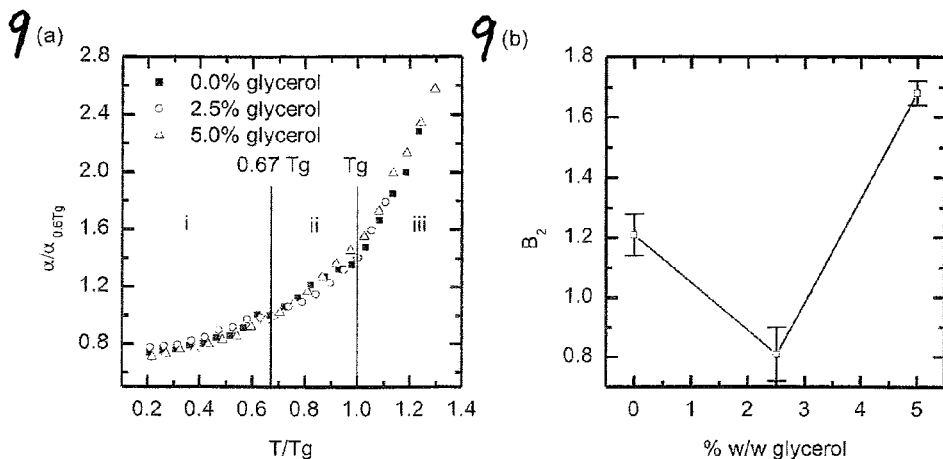 9 (a)
2.8
2.4
2.0
1.6
1.2
0.8
α/α0.6Tg
0.0% glycerol
2.5% glycerol
5.0% glycerol
0.67 Tg
Tg
i
ii
iii
0.2 0.4 0.6 0.8 1.0 1.2 1.4
T/Tg
9 (b)
1.8
1.6
1.4
1.2
1.0
0.8
B2
0 1 2 3 4 5
% w/w glycerol